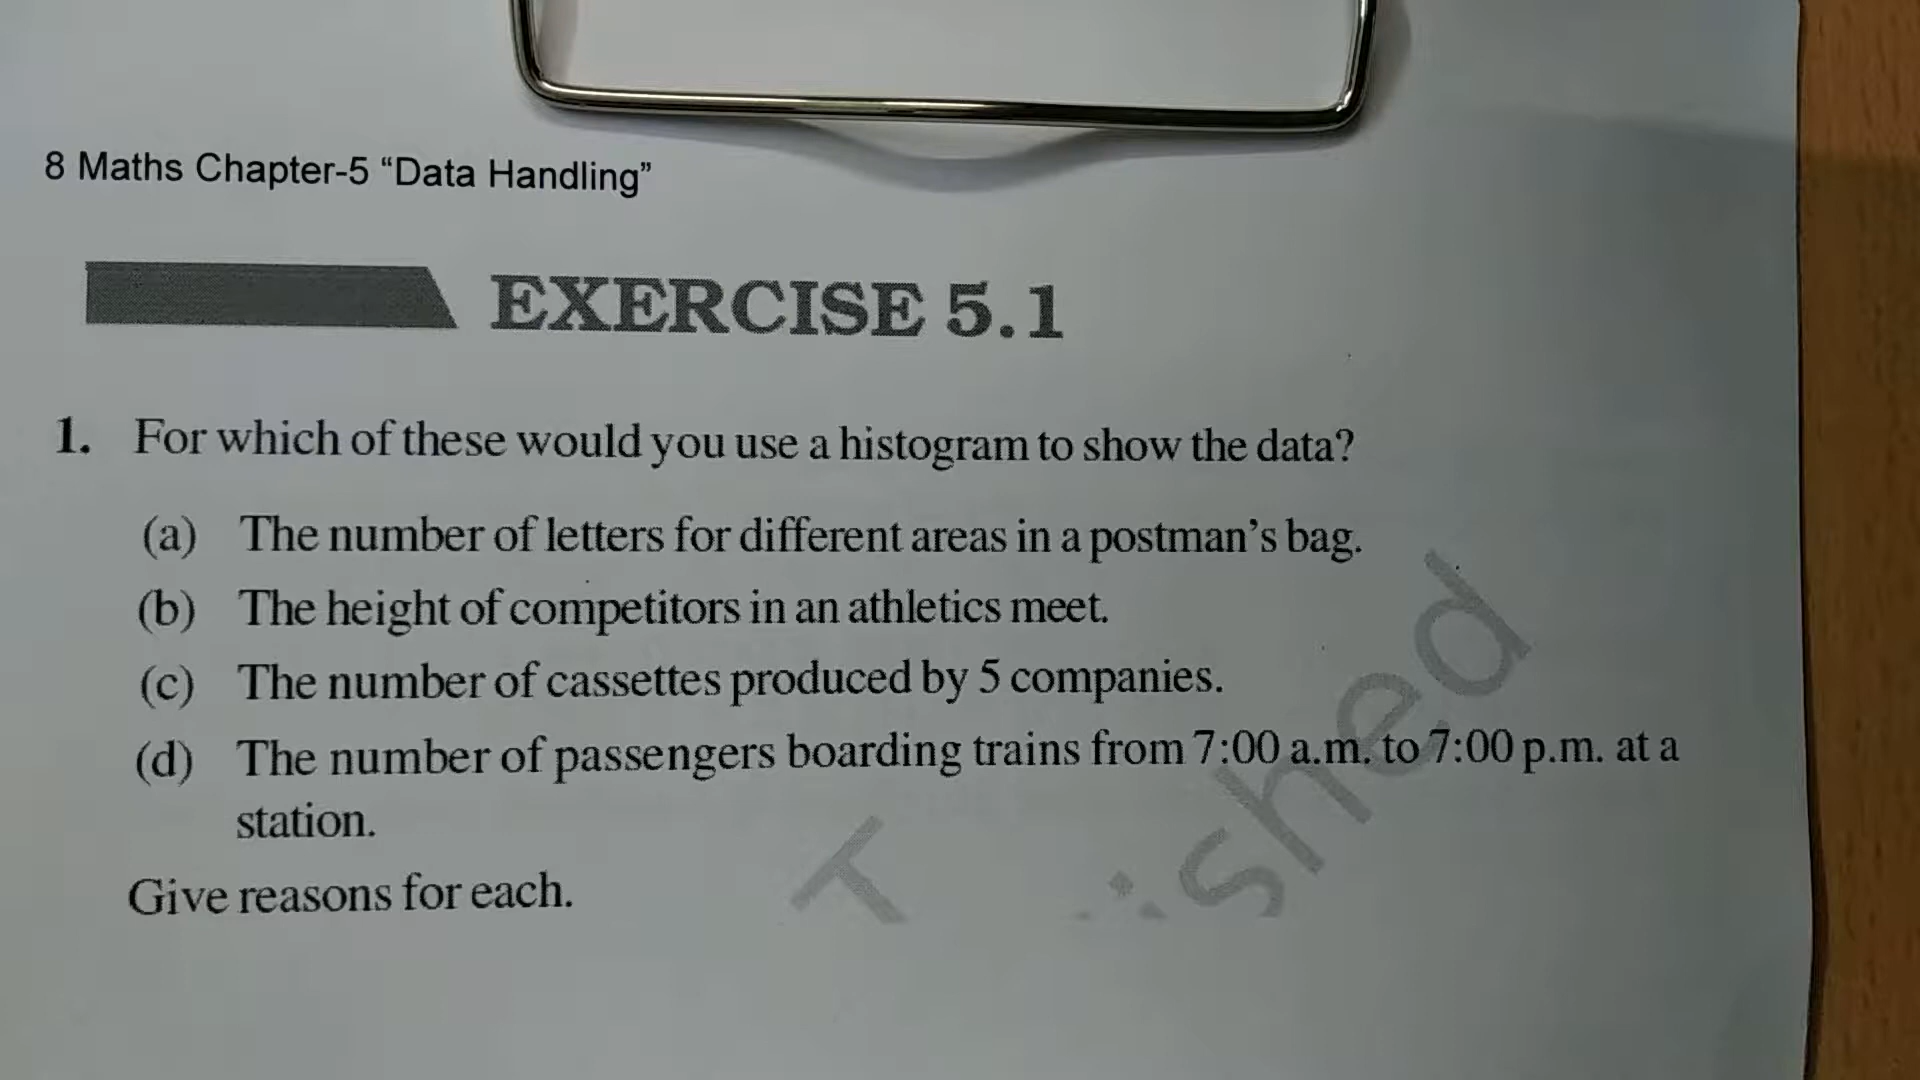 8 Maths Chapter-5 “Data Handling”
EXERCISE 5.1
1. For which of these would you use a histogram to show the data?
(a) The number of letters for different areas in a postman’s bag.
(b) The height of competitors in an athletics meet.
(c) The number of cassettes produced by 5 companies.
(d) The number of passengers boarding trains from 7:00 a.m. to 7:00 p.m. at a
station.
Give reasons for each.